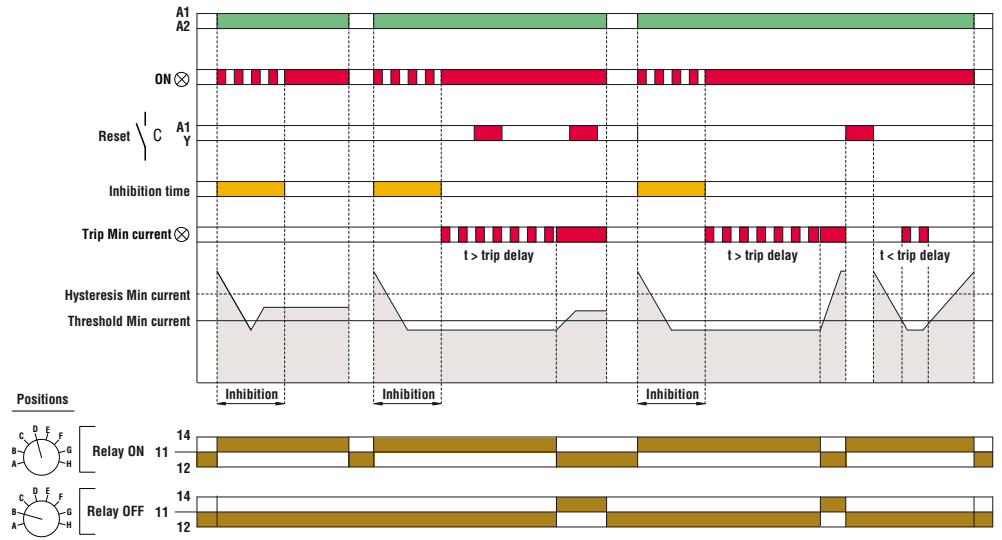 A1
A2
ON
Reset C A1
Y
Inhibition time
Trip Min current
t > trip delay t > trip delay t < trip delay
Hysteresis Min current
Threshold Min current
Inhibition Inhibition Inhibition
Positions
A B C D E F G H
Relay ON 11 14
12
A B C D E F G H
Relay OFF 11 14
12